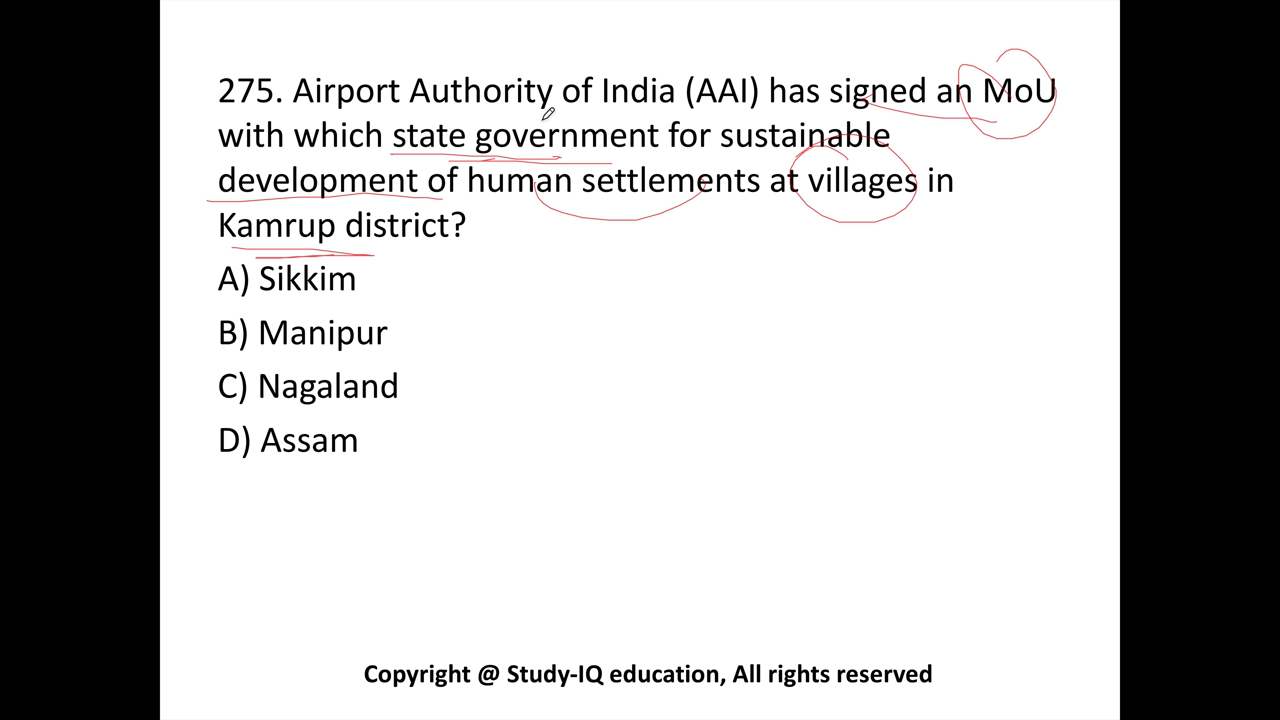 275. Airport Authority of India (AAI) has signed an MoU
with which state government for sustainable
development of human settlements at villages in
Kamrup district?
A) Sikkim
B) Manipur
C) Nagaland
D) Assam
Copyright @ Study-IQ education, All rights reserved